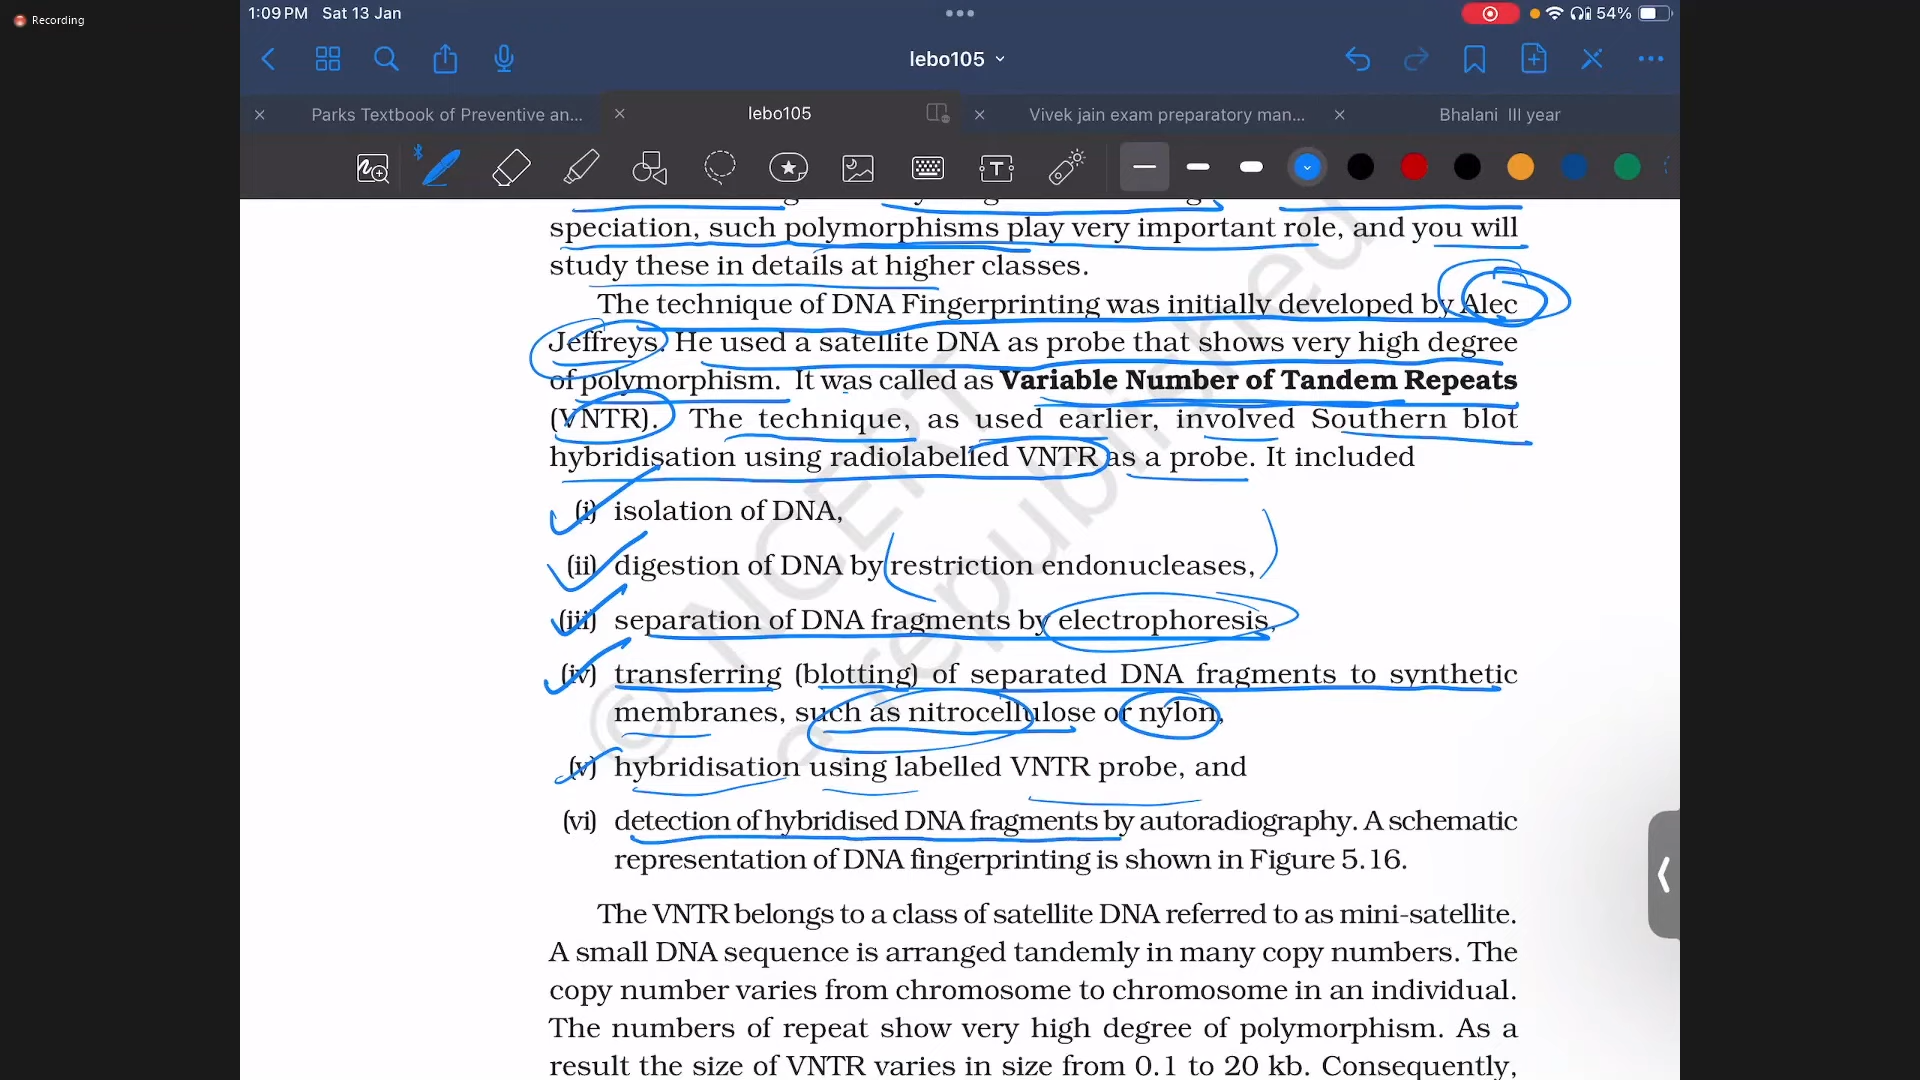 Recording
1:09 PM Sat 13 Jan
54%
lebo105
Parks Textbook of Preventive an...
lebo105
Vivek jain exam preparatory man...
Bhalani III year
speciation, such polymorphisms play very important role, and you will
study these in details at higher classes.
The technique of DNA Fingerprinting was initially developed by Alec
Jeffreys. He used a satellite DNA as probe that shows very high degree
of polymorphism. It was called as Variable Number of Tandem Repeats
(VNTR). The technique, as used earlier, involved Southern blot
hybridisation using radiolabelled VNTR as a probe. It included
(i) isolation of DNA,
(ii) digestion of DNA by restriction endonucleases,
(iii) separation of DNA fragments by electrophoresis,
(iv) transferring (blotting) of separated DNA fragments to synthetic
membranes, such as nitrocellulose or nylon,
(v) hybridisation using labelled VNTR probe, and
(vi) detection of hybridised DNA fragments by autoradiography. A schematic
representation of DNA fingerprinting is shown in Figure 5.16.
The VNTR belongs to a class of satellite DNA referred to as mini-satellite.
A small DNA sequence is arranged tandemly in many copy numbers. The
copy number varies from chromosome to chromosome in an individual.
The numbers of repeat show very high degree of polymorphism. As a
result the size of VNTR varies in size from 0.1 to 20 kb. Consequently,
© NCERT
republished